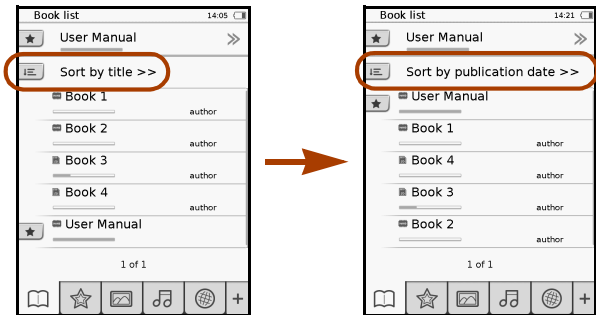 Book list 14:05
User Manual
Sort by title >>
Book 1
author
Book 2
author
Book 3
author
Book 4
author
User Manual
1 of 1
Book list 14:21
User Manual
Sort by publication date >>
User Manual
Book 1
author
Book 4
author
Book 3
author
Book 2
author
1 of 1